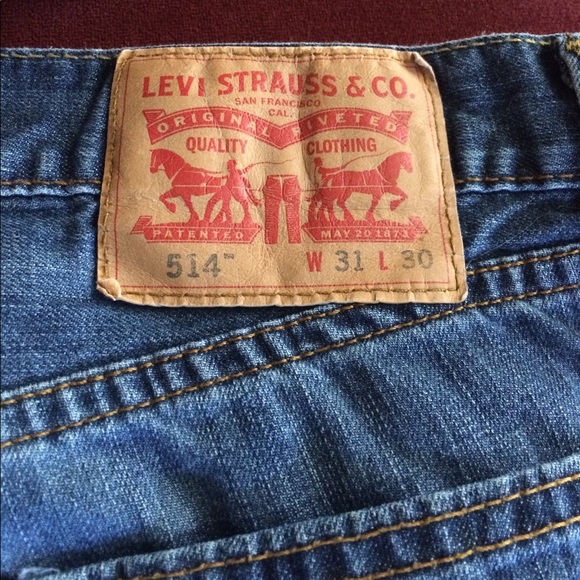 LEVI STRAUSS & CO.
SAN FRANCISCO
CAL.
ORIGINAL RIVETED
QUALITY CLOTHING
PATENTED MAY 20 1873
514™ W 31 L 30